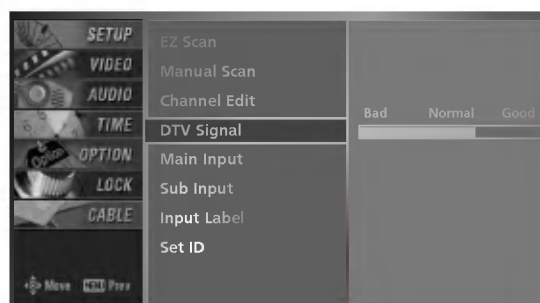 SETUP
VIDEO
AUDIO
TIME
OPTION
LOCK
CABLE
Move MENU Prev
EZ Scan
Manual Scan
Channel Edit
DTV Signal
Main Input
Sub Input
Input Label
Set ID
Bad Normal Good